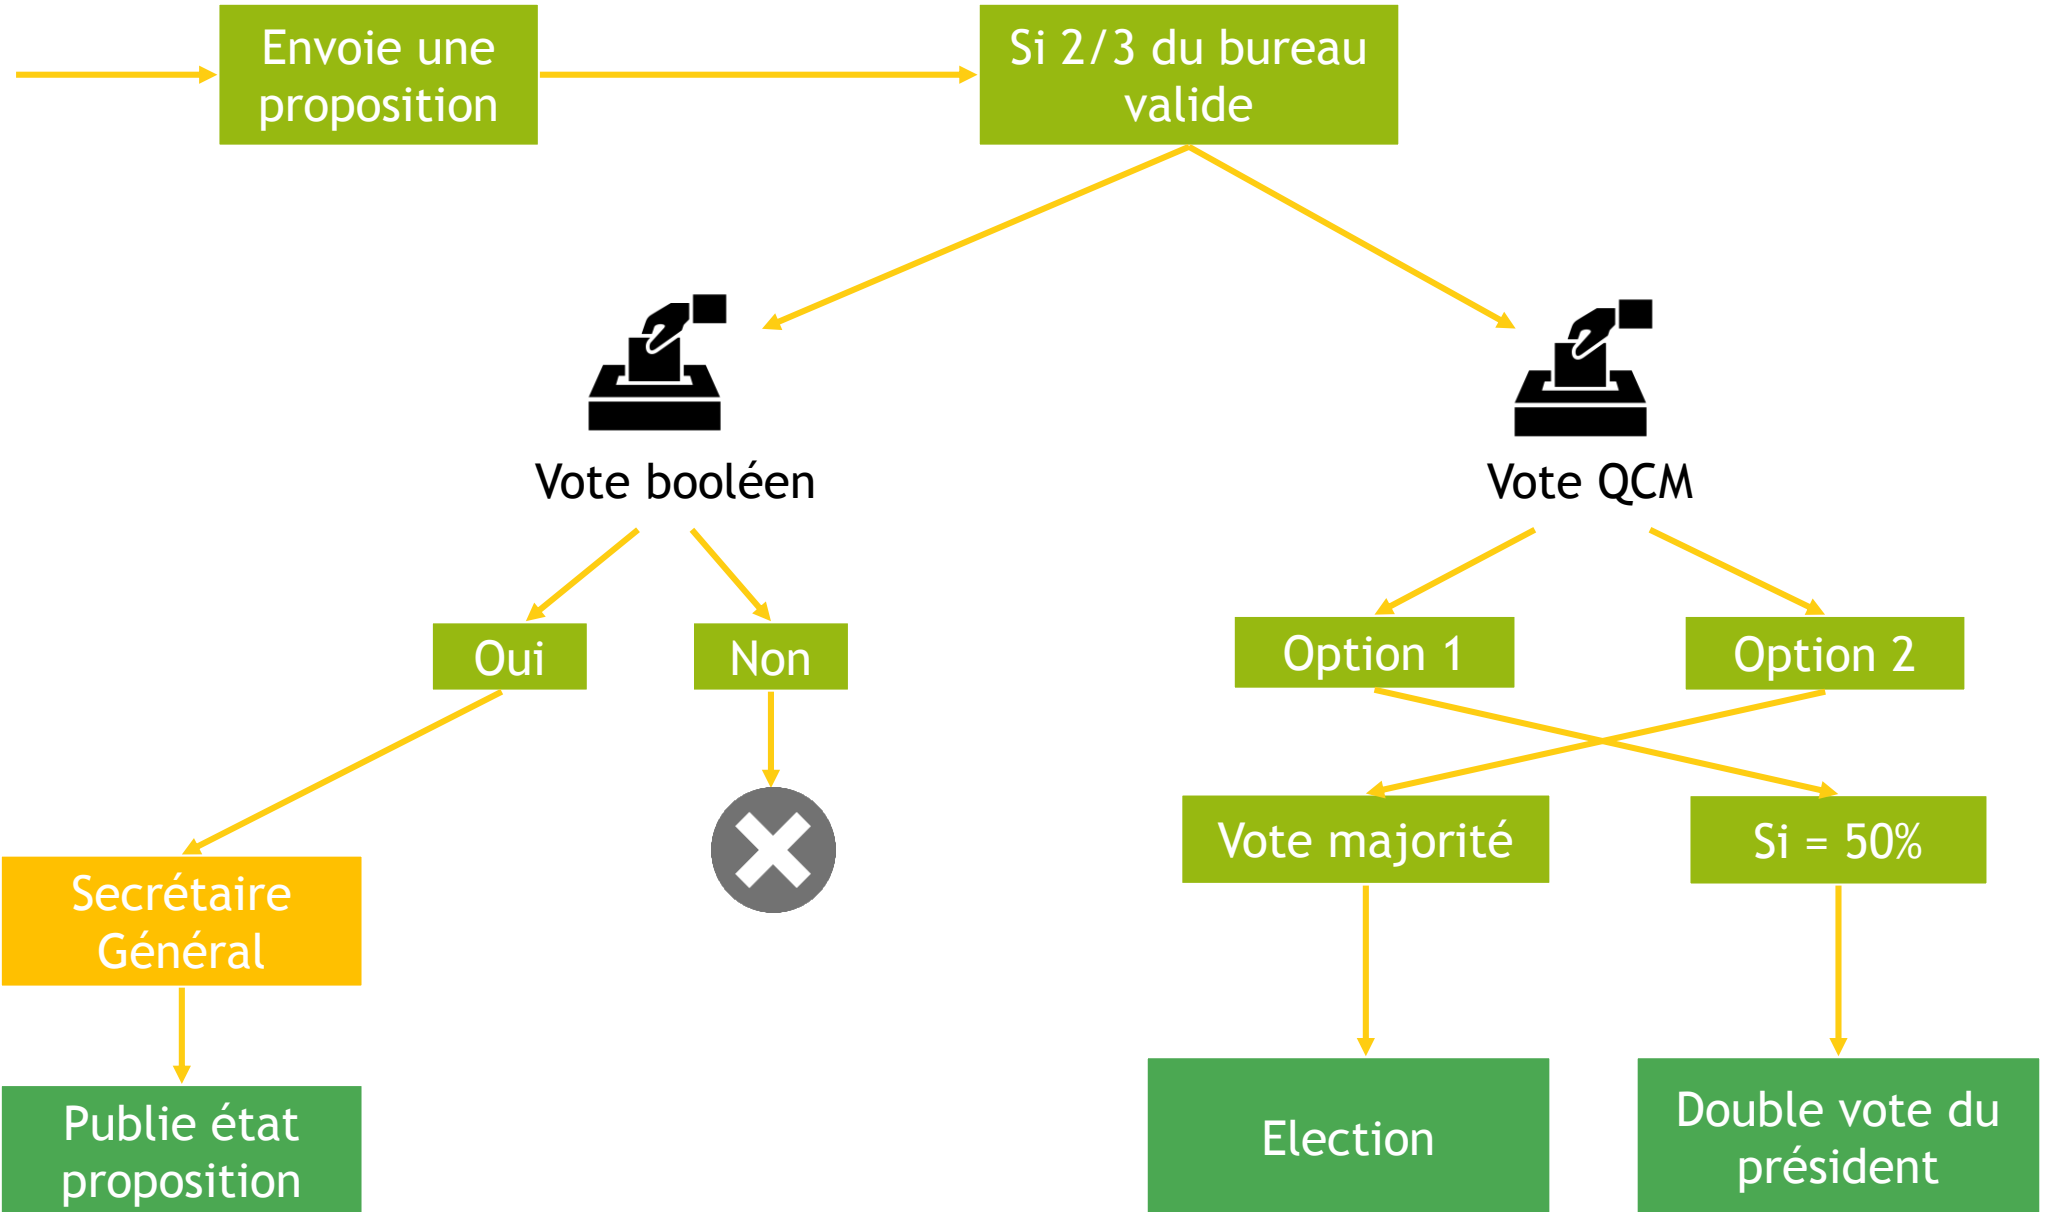 Envoie une
proposition
Si 2/3 du bureau
valide
Vote booléen
Vote QCM
Oui
Non
Option 1
Option 2
Vote majorité
Si = 50%
Secrétaire
Général
Publie état
proposition
Election
Double vote du
président